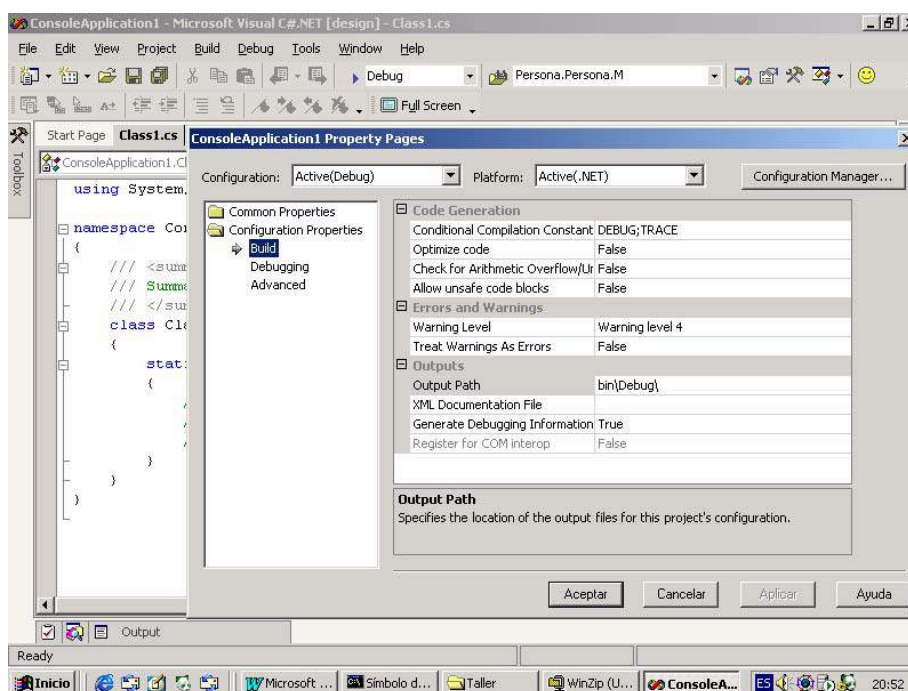 ConsoleApplication1 - Microsoft Visual C#.NET [design] - Class1.cs
File Edit View Project Build Debug Tools Window Help
Debug Persona.Persona.M
A± Full Screen
Toolbox
Start Page Class1.cs
ConsoleApplication1 Property Pages
ConsoleApplication1.Cl
Configuration: Active(Debug) Platform: Active(.NET) Configuration Manager...
using System
namespace Con
{
/// <summ
/// Summa
/// </sum
class Cla
{
stat
{
}
}
}
Common Properties
Configuration Properties
Build
Debugging
Advanced
Code Generation
Conditional Compilation Constant DEBUG;TRACE
Optimize code False
Check for Arithmetic Overflow/Ur False
Allow unsafe code blocks False
Errors and Warnings
Warning Level Warning level 4
Treat Warnings As Errors False
Outputs
Output Path bin\Debug\
XML Documentation File
Generate Debugging Information True
Register for COM interop False
Output Path
Specifies the location of the output files for this project's configuration.
Aceptar Cancelar Aplicar Ayuda
Output
Ready
Inicio Microsoft ... Símbolo d... Taller WinZip (U... ConsoleA... ES 20:52